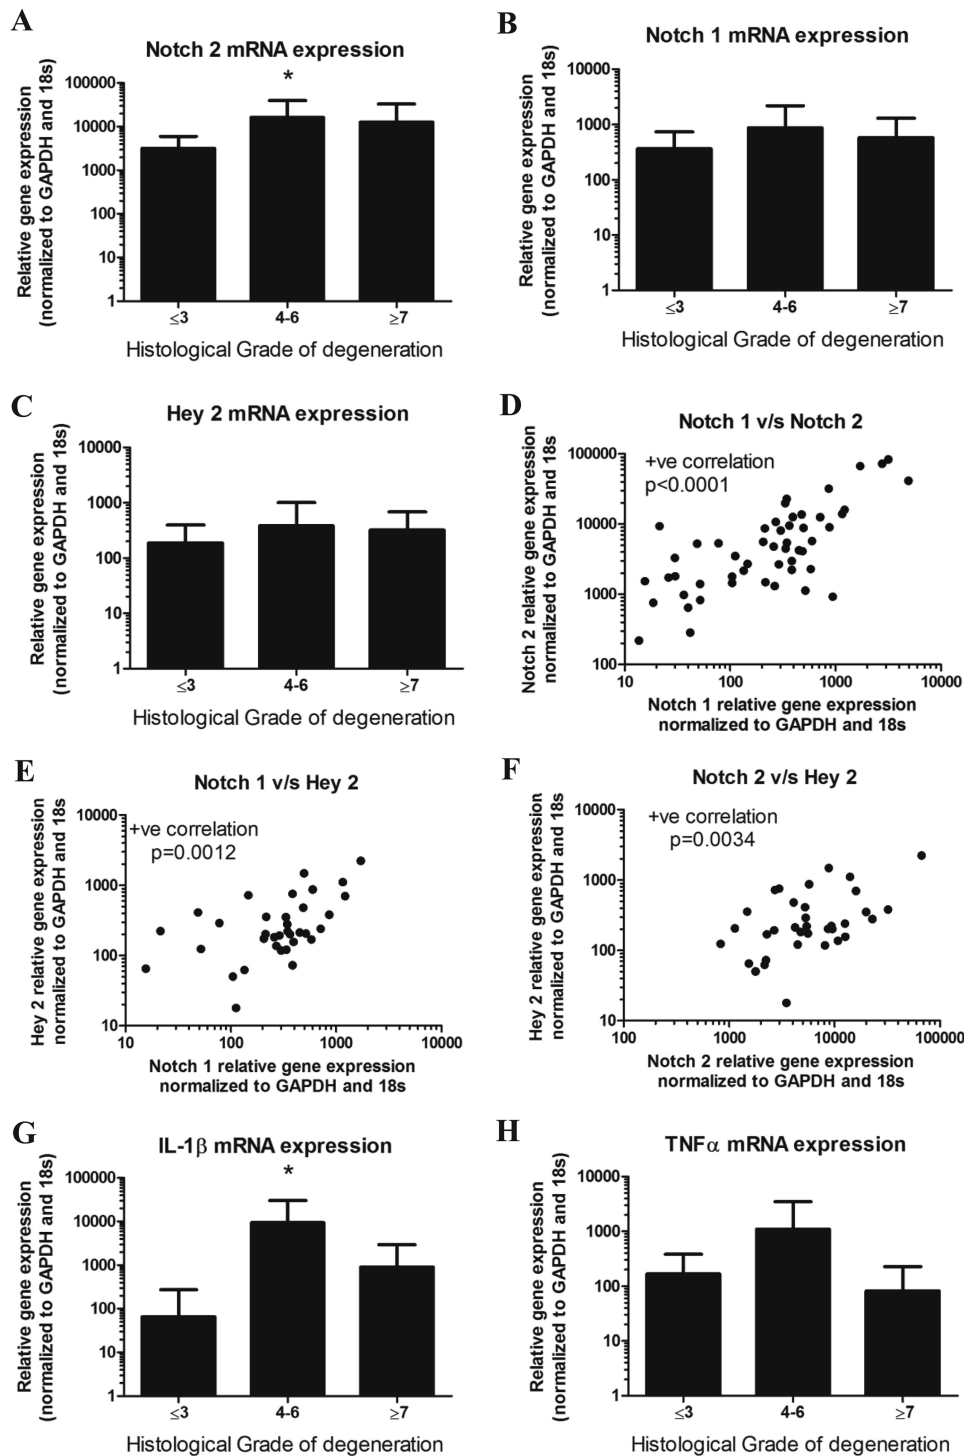 A
Notch 2 mRNA expression
Relative gene expression
(normalized to GAPDH and 18s)
100000
10000
1000
100
10
1
*
≤3
4-6
≥7
Histological Grade of degeneration
B
Notch 1 mRNA expression
Relative gene expression
(normalized to GAPDH and 18s)
10000
1000
100
10
1
≤3
4-6
≥7
Histological Grade of degeneration
C
Hey 2 mRNA expression
Relative gene expression
(normalized to GAPDH and 18s)
10000
1000
100
10
1
≤3
4-6
≥7
Histological Grade of degeneration
D
Notch 1 v/s Notch 2
+ve correlation
p<0.0001
Notch 2 relative gene expression
normalized to GAPDH and 18s
100000
10000
1000
100
10
100
1000
10000
Notch 1 relative gene expression
normalized to GAPDH and 18s
E
Notch 1 v/s Hey 2
+ve correlation
p=0.0012
Hey 2 relative gene expression
normalized to GAPDH and 18s
10000
1000
100
10
10
100
1000
10000
Notch 1 relative gene expression
normalized to GAPDH and 18s
F
Notch 2 v/s Hey 2
+ve correlation
p=0.0034
Hey 2 relative gene expression
normalized to GAPDH and 18s
10000
1000
100
10
100
1000
10000
100000
Notch 2 relative gene expression
normalized to GAPDH and 18s
G
IL-1β mRNA expression
Relative gene expression
(normalized to GAPDH and 18s)
100000
10000
1000
100
10
1
*
≤3
4-6
≥7
Histological Grade of degeneration
H
TNFα mRNA expression
Relative gene expression
(normalized to GAPDH and 18s)
10000
1000
100
10
1
≤3
4-6
≥7
Histological Grade of degeneration